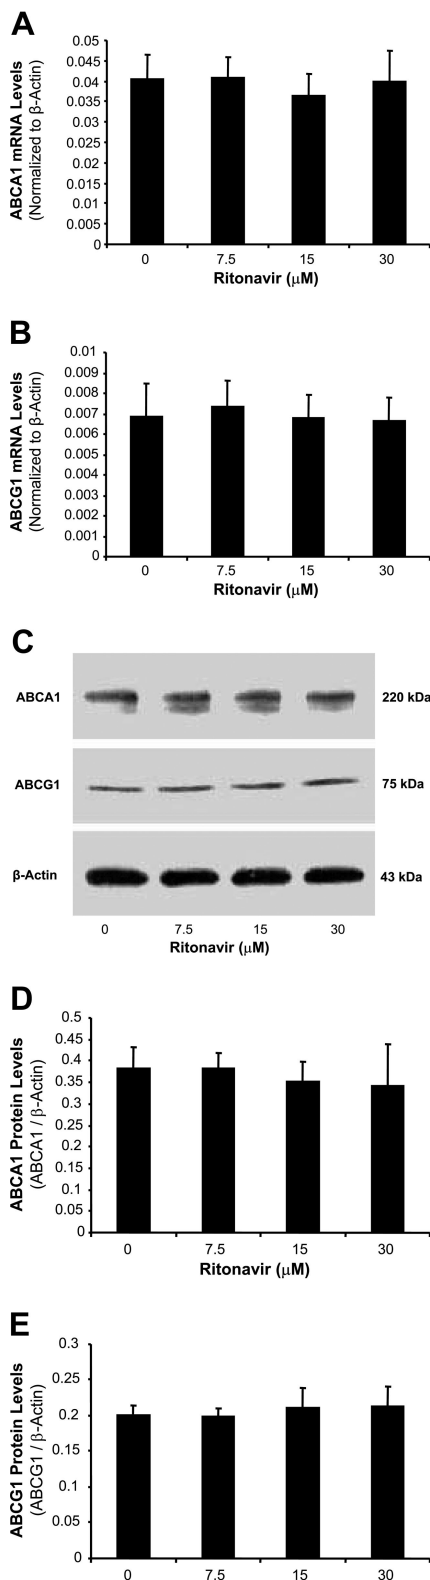 A
ABCA1 mRNA Levels
(Normalized to β-Actin)
0.05
0.045
0.04
0.035
0.03
0.025
0.02
0.015
0.01
0.005
0
0 7.5 15 30
Ritonavir (μM)
B
ABCG1 mRNA Levels
(Normalized to β-Actin)
0.01
0.009
0.008
0.007
0.006
0.005
0.004
0.003
0.002
0.001
0
0 7.5 15 30
Ritonavir (μM)
C
ABCA1 220 kDa
ABCG1 75 kDa
β-Actin 43 kDa
0 7.5 15 30
Ritonavir (μM)
D
ABCA1 Protein Levels
(ABCA1 / β-Actin)
0.5
0.45
0.4
0.35
0.3
0.25
0.2
0.15
0.1
0.05
0
0 7.5 15 30
Ritonavir (μM)
E
ABCG1 Protein Levels
(ABCG1 / β-Actin)
0.3
0.25
0.2
0.15
0.1
0.05
0
0 7.5 15 30